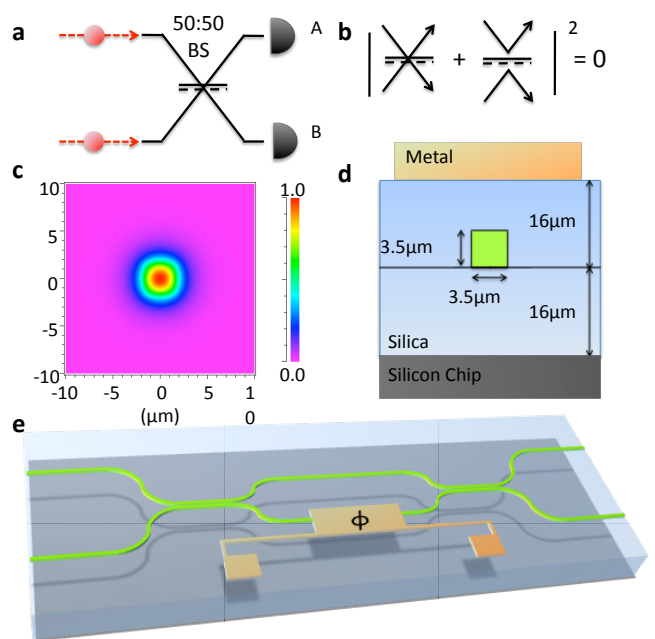 a
50:50
BS
A
B
b
2
+
= 0
c
10
5
0
-5
-10
-10
-5
0
5
1
0
(μm)
1.0
0.0
d
Metal
16μm
3.5μm
3.5μm
16μm
Silica
Silicon Chip
e
ϕ